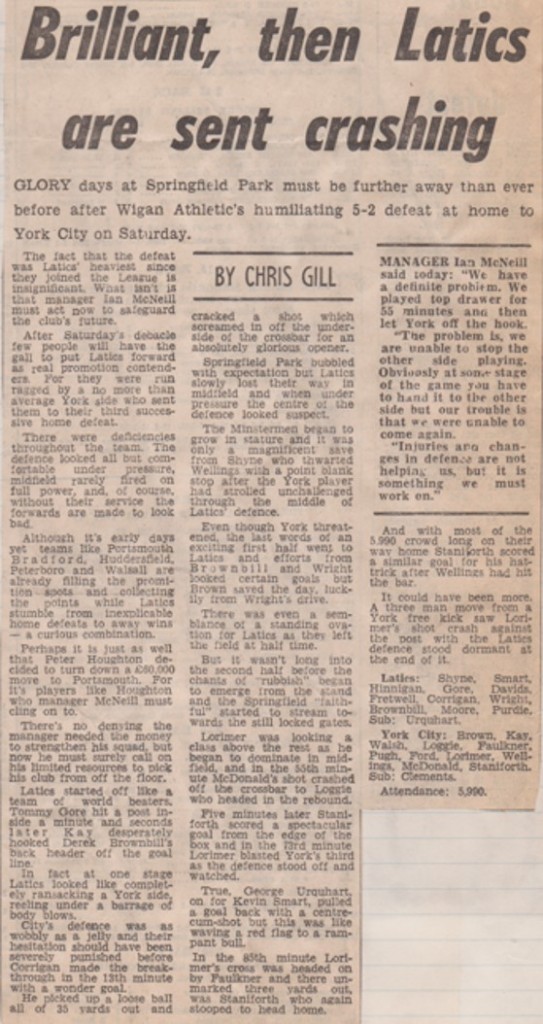 Brilliant, then Latics
are sent crashing
GLORY days at Springfield Park must be further away than ever
before after Wigan Athletic's humiliating 5-2 defeat at home to
York City on Saturday.
The fact that the defeat
was Latics' heaviest since
they joined the League is
insignificant. What isn't is
that manager Ian McNeill
must act now to safeguard
the club's future.
After Saturday's debacle
few people will have the
gall to put Latics forward
as real promotion contend-
ers. For they were run
ragged by a no more than
average York side who sent
them to their third succes-
sive home defeat.
There were deficiencies
throughout the team. The
defence looked all but com-
fortable under pressure,
midfield rarely fired on
full power, and, of course,
without their service the
forwards are made to look
bad.
Although it's early days
yet teams like Portsmouth
Bradford, Huddersfield,
Peterboro and Walsall are
already filling the promo-
tion spots and collecting
the points while Latics
stumble from inexplicable
home defeats to away wins
— a curious combination.
Perhaps it is just as well
that Peter Houghton de-
cided to turn down a £60,000
move to Portsmouth. For
it's players like Houghton
who manager McNeill must
cling on to.
There's no denying the
manager needed the money
to strengthen his squad, but
now he must surely call on
his limited resources to pick
his club from off the floor.
Latics started off like a
team of world beaters.
Tommy Gore hit a post in-
side a minute and seconds
later Kay desperately
hooked Derek Brownbill's
back header off the goal
line.
In fact at one stage
Latics looked like complet-
ely ransacking a York side,
reeling under a barrage of
body blows.
City's defence was as
wobbly as a jelly and their
hesitation should have been
severely punished before
Corrigan made the break-
through in the 13th minute
with a wonder goal.
He picked up a loose ball
all of 35 yards out and
BY CHRIS GILL
cracked a shot which
screamed in off the under-
side of the crossbar for an
absolutely glorious opener.
Springfield Park bubbled
with expectation but Latics
slowly lost their way in
midfield and when under
pressure the centre of the
defence looked suspect.
The Minstermen began to
grow in stature and it was
only a magnificent save
from Shyne who thwarted
Wellings with a point blank
stop after the York player
had strolled unchallenged
through the middle of
Latics' defence.
Even though York threat-
ened, the last words of an
exciting first half went to
Latics and efforts from
Brownbill and Wright
looked certain goals but
Brown saved the day, luck-
ily from Wright's drive.
There was even a sem-
blance of a standing ova-
tion for Latics as they left
the field at half time.
But it wasn't long into
the second half before the
chants of "rubbish" began
to emerge from the stand
and the Springfield "faith-
ful" started to stream to-
wards the still locked gates.
Lorimer was looking a
class above the rest as he
began to dominate in mid-
field, and in the 55th min-
ute McDonald's shot crashed
off the crossbar to Loggie
who headed in the rebound.
Five minutes later Stani-
forth scored a spectacular
goal from the edge of the
box and in the 73rd minute
Lorimer blasted York's third
as the defence stood off and
watched.
True, George Urquhart,
on for Kevin Smart, pulled
a goal back with a centre-
cum-shot but this was like
waving a red flag to a ram-
pant bull.
In the 85th minute Lori-
mer's cross was headed on
by Faulkner and there un-
marked three yards out,
was Staniforth who again
stooped to head home.
MANAGER Ian McNeill
said today: "We have
a definite problem. We
played top drawer for
55 minutes and then
let York off the hook.
"The problem is, we
are unable to stop the
other side playing.
Obviously at some stage
of the game you have
to hand it to the other
side but our trouble is
that we were unable to
come again.
"Injuries and chan-
ges in defence are not
helping us, but it is
something we must
work on."
And with most of the
5,990 crowd long on their
way home Staniforth scored
a similar goal for his hat-
trick after Wellings had hit
the bar.
It could have been more.
A three man move from a
York free kick saw Lori-
mer's shot crash against
the post with the Latics
defence stood dormant at
the end of it.
Latics: Shyne, Smart,
Hinnigan, Gore, Davids,
Fretwell, Corrigan, Wright,
Brownbill, Moore, Purdie.
Sub: Urquhart.
York City: Brown, Kay,
Walsh, Loggie, Faulkner,
Pugh, Ford, Lorimer, Well-
ings, McDonald, Staniforth.
Sub: Clements.
Attendance: 5,990.